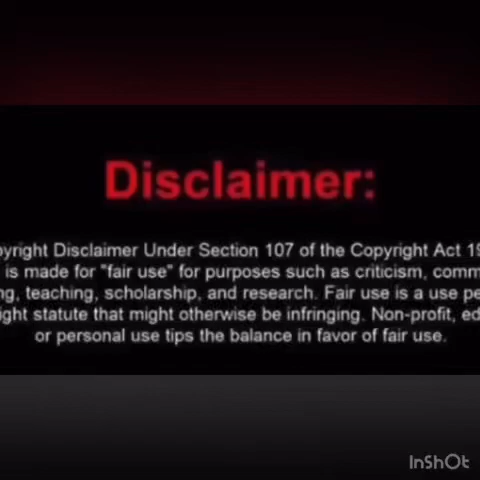 Disclaimer:
pyright Disclaimer Under Section 107 of the Copyright Act 19
is made for "fair use" for purposes such as criticism, comm
ng, teaching, scholarship, and research. Fair use is a use pe
ight statute that might otherwise be infringing. Non-profit, ed
or personal use tips the balance in favor of fair use.
InShOt